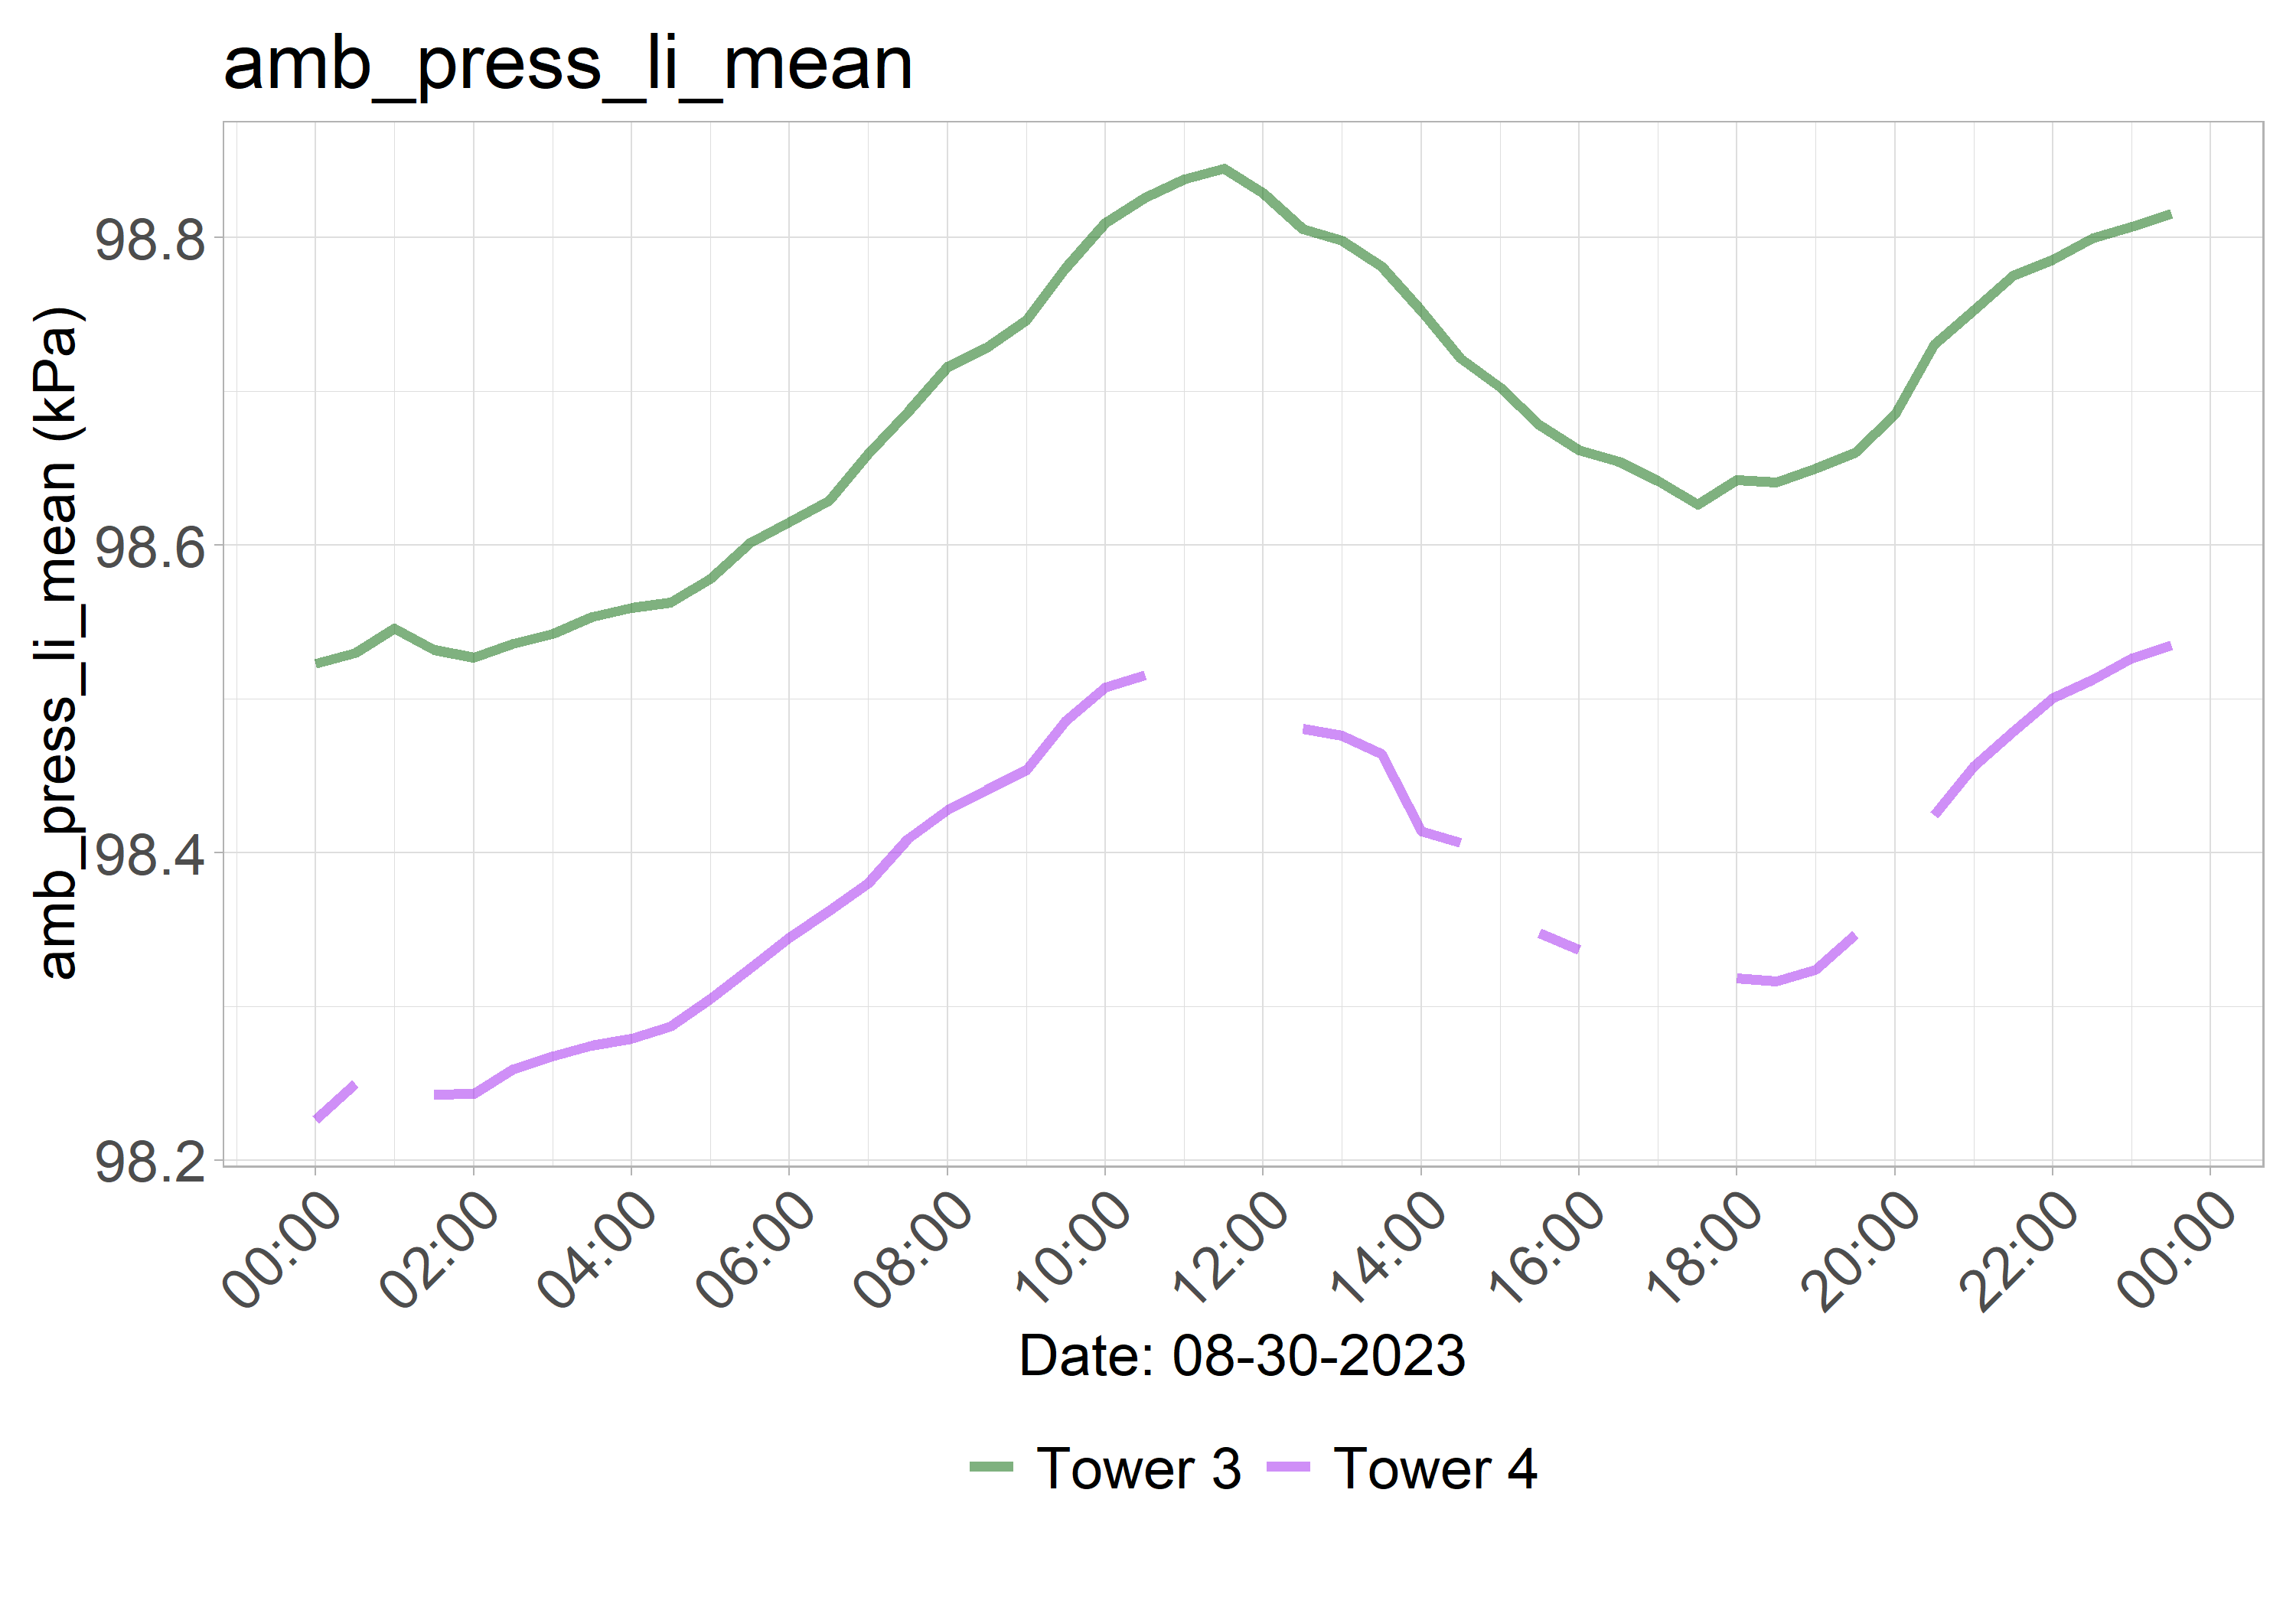 amb_press_li_mean
amb_press_li_mean (kPa)
98.8
98.6
98.4
98.2
00:00 02:00 04:00 06:00 08:00 10:00 12:00 14:00 16:00 18:00 20:00 22:00 00:00
Date: 08-30-2023
Tower 3 Tower 4